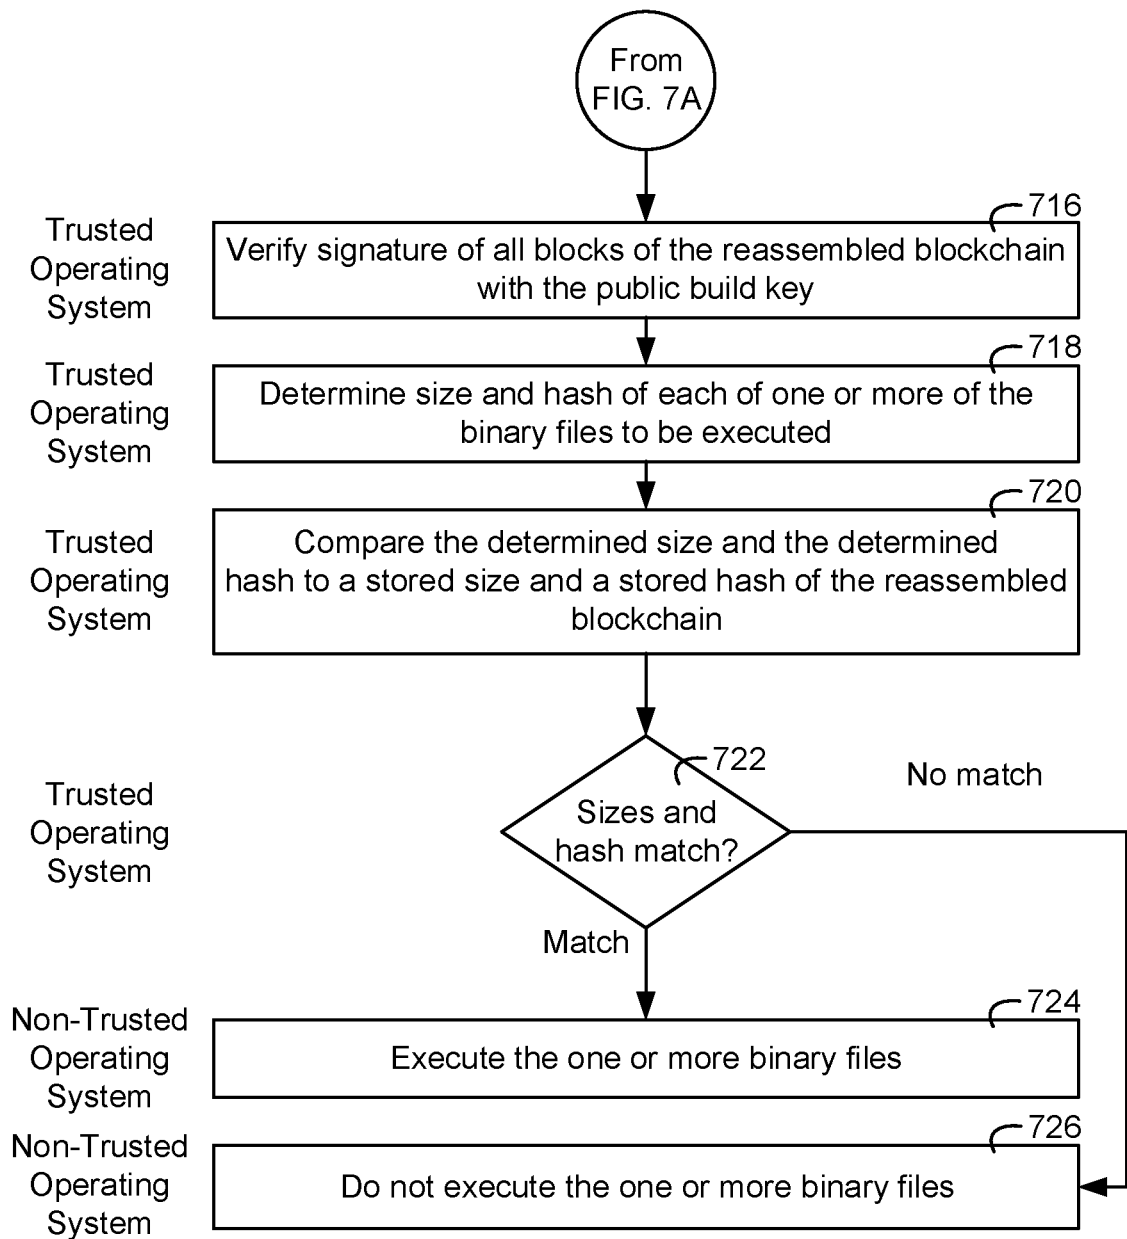 From
FIG. 7A
716
Trusted
Operating
System
Verify signature of all blocks of the reassembled blockchain
with the public build key
718
Trusted
Operating
System
Determine size and hash of each of one or more of the
binary files to be executed
720
Trusted
Operating
System
Compare the determined size and the determined
hash to a stored size and a stored hash of the reassembled
blockchain
722
No match
Trusted
Operating
System
Sizes and
hash match?
Match
724
Non-Trusted
Operating
System
Execute the one or more binary files
726
Non-Trusted
Operating
System
Do not execute the one or more binary files